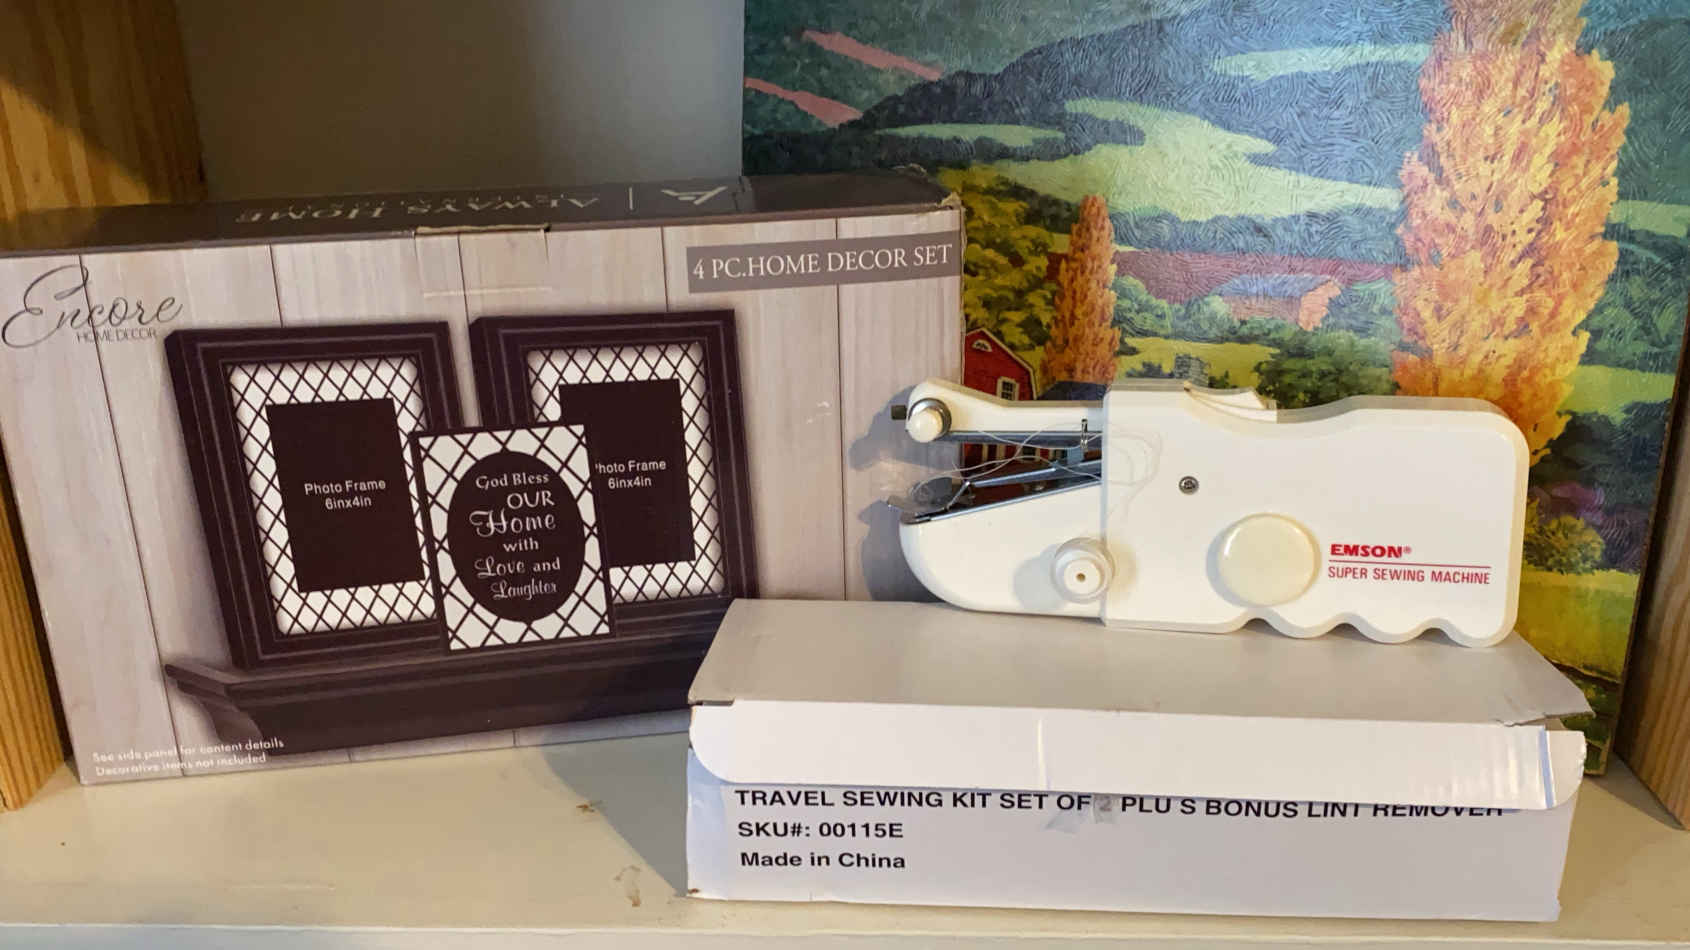 ALWAYS HOME
INTERNATIONAL
4 PC.HOME DECOR SET
Encore
HOME DECOR
Photo Frame
6inx4in
Photo Frame
6inx4in
God Bless
OUR
Home
with
Love and
Laughter
See side panel for content details
Decorative items not included
EMSON®
SUPER SEWING MACHINE
TRAVEL SEWING KIT SET OF 2 PLU S BONUS LINT REMOVER
SKU#: 00115E
Made in China